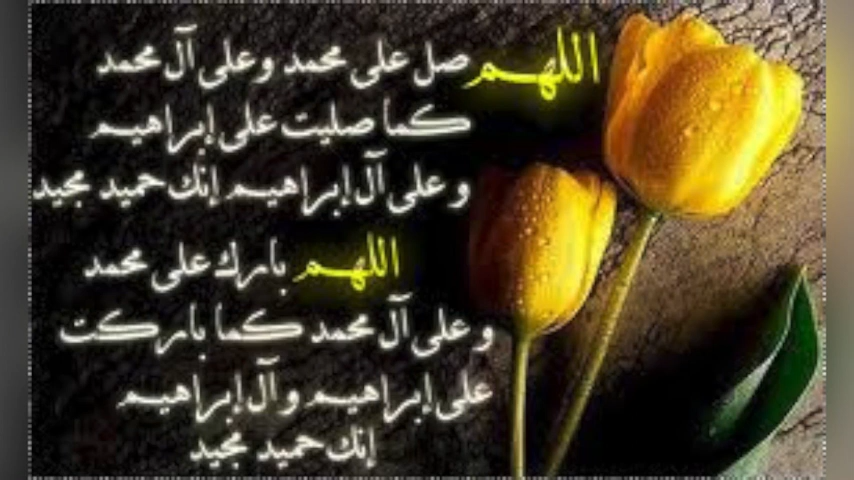 اللهم صل على محمد وعلى آل محمد
كما صليت على إبراهيم
وعلى آل إبراهيم إنك حميد مجيد
اللهم بارك على محمد
وعلى آل محمد كما باركت
على إبراهيم وآل إبراهيم
إنك حميد مجيد